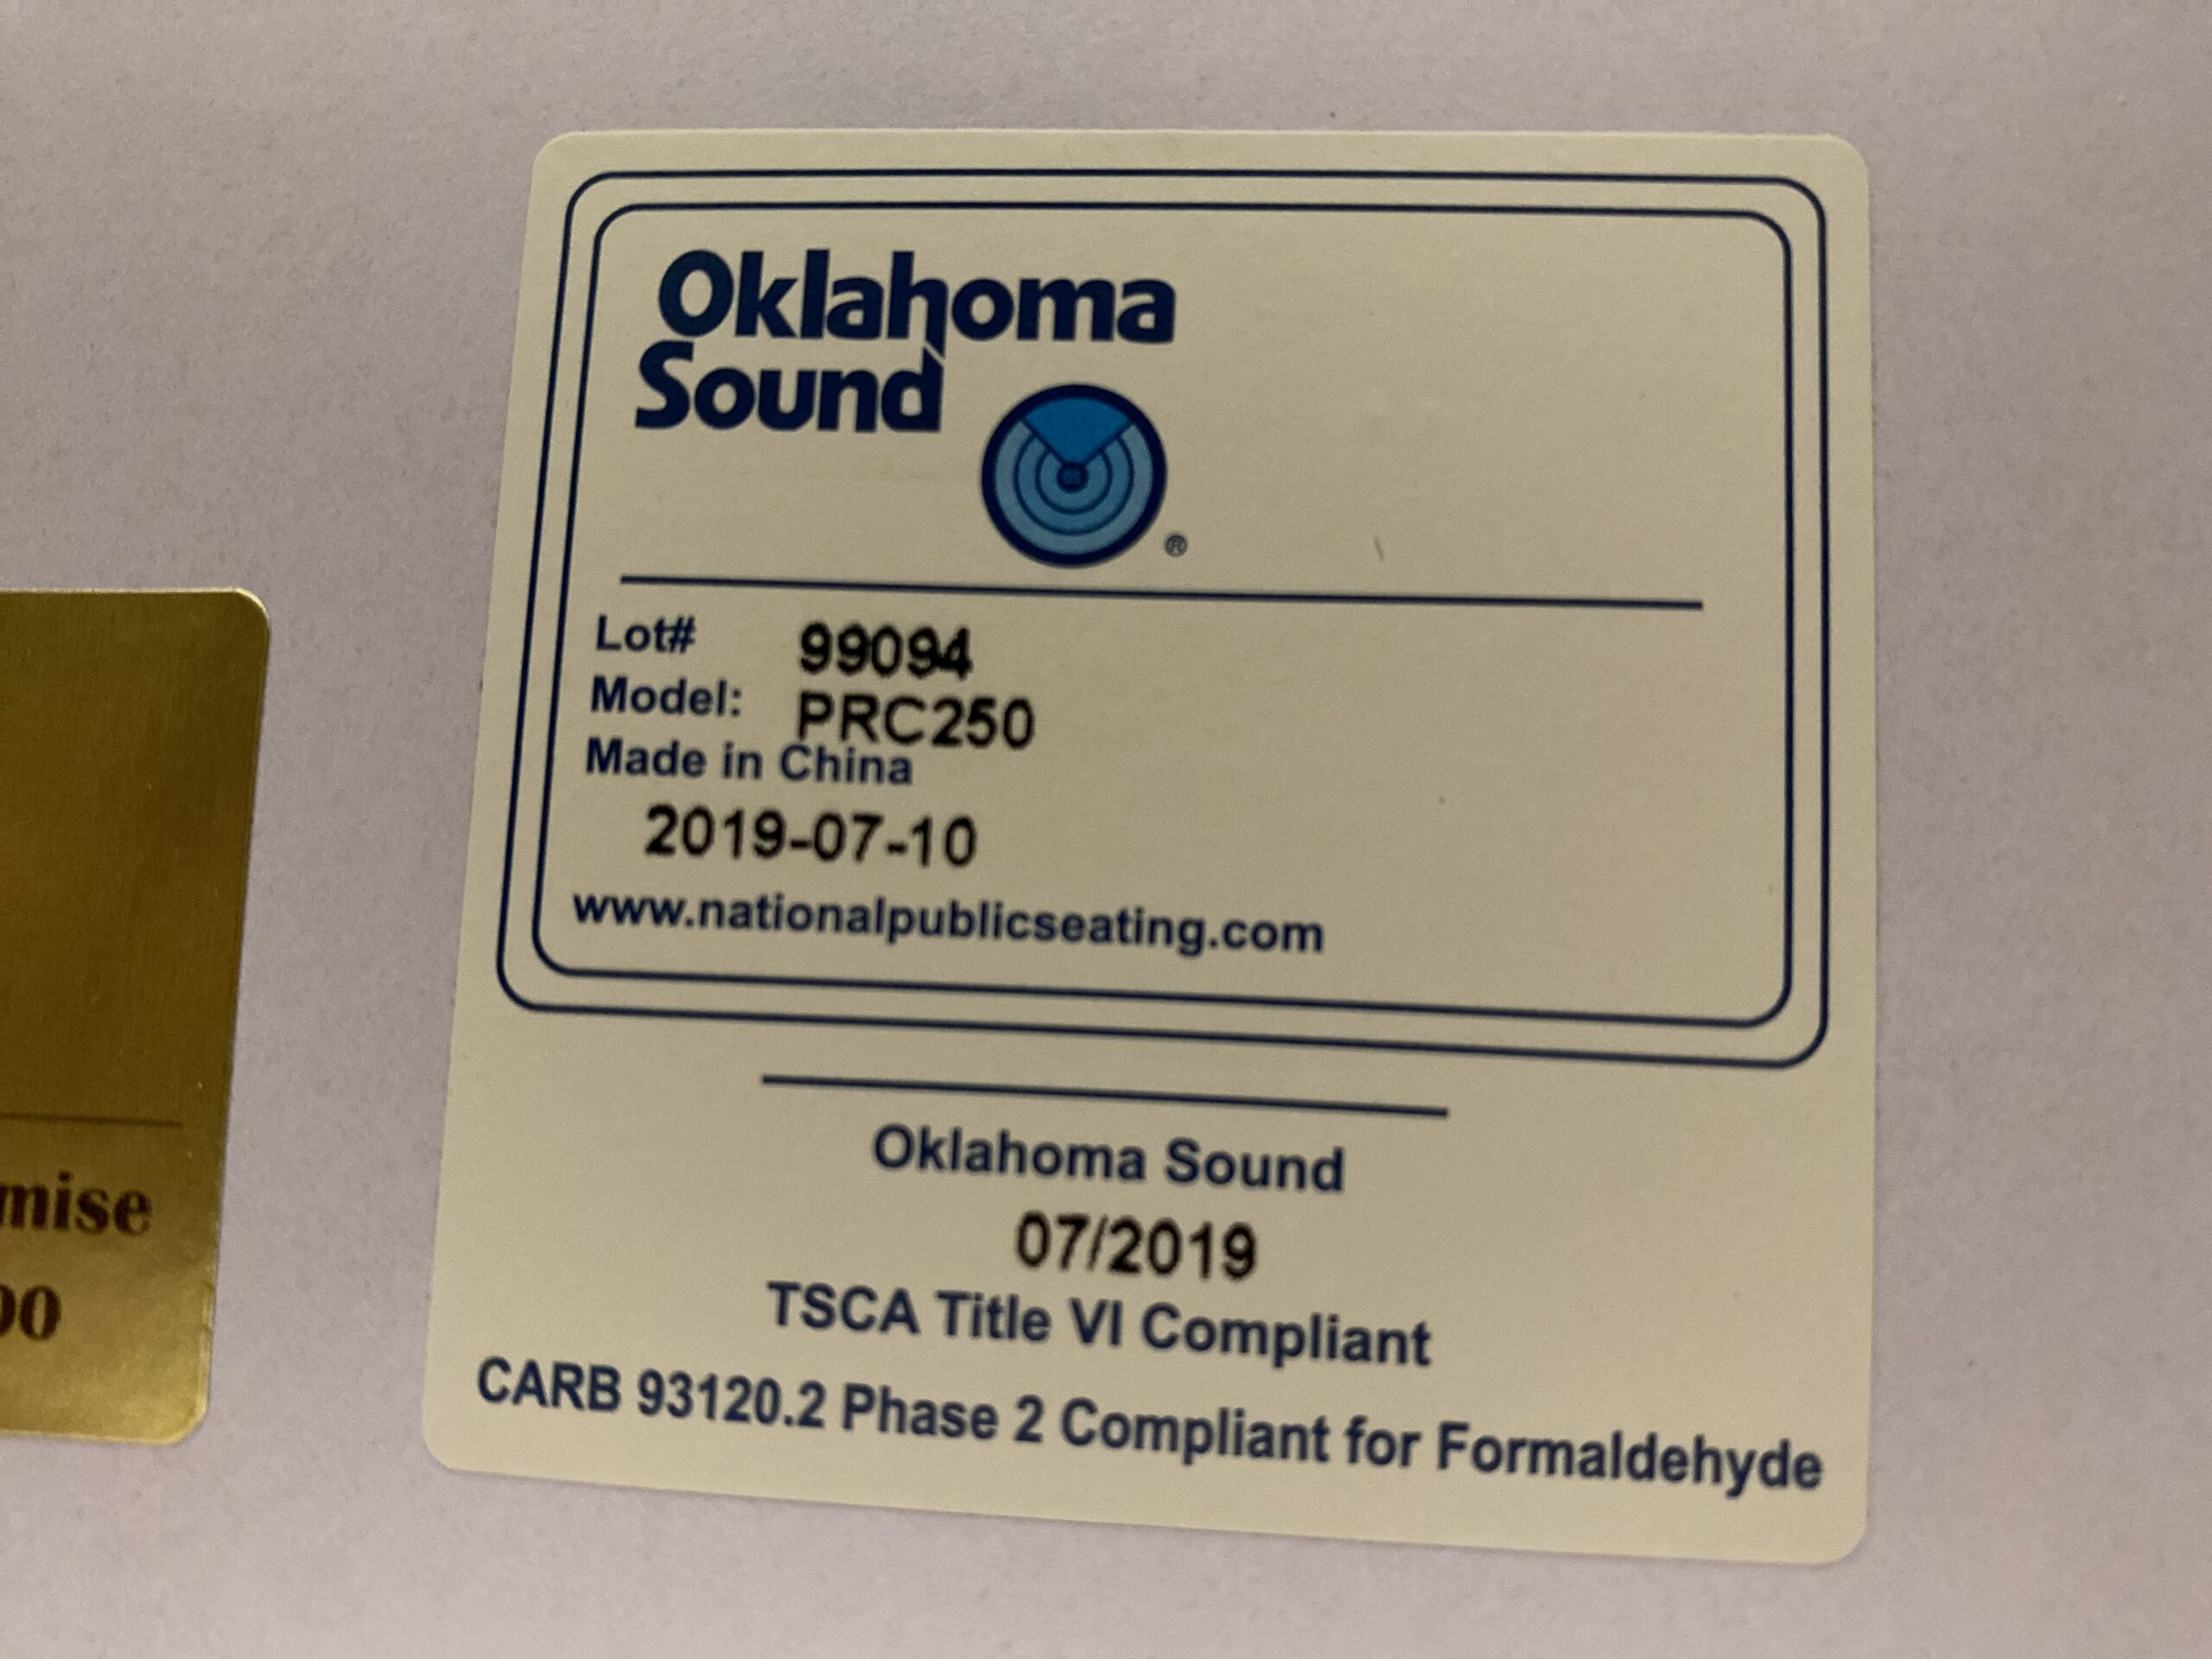 Oklahoma
Sound
®
Lot# 99094
Model: PRC250
Made in China
2019-07-10
www.nationalpublicseating.com
Oklahoma Sound
07/2019
TSCA Title VI Compliant
CARB 93120.2 Phase 2 Compliant for Formaldehyde
mise